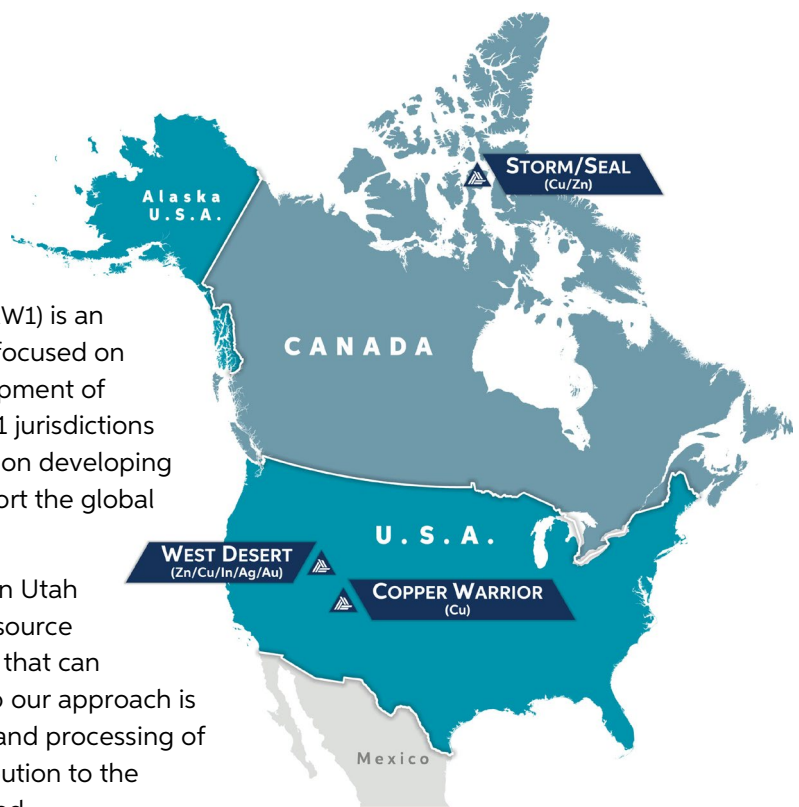 STORM/SEAL
(Cu/Zn)
Alaska
U.S.A.
CANADA
W1) is an
focused on
pment of
1 jurisdictions
on developing
ort the global
U.S.A.
WEST DESERT
(Zn/Cu/In/Ag/Au)
COPPER WARRIOR
(Cu)
n Utah
source
that can
o our approach is
and processing of
ution to the
Mexico